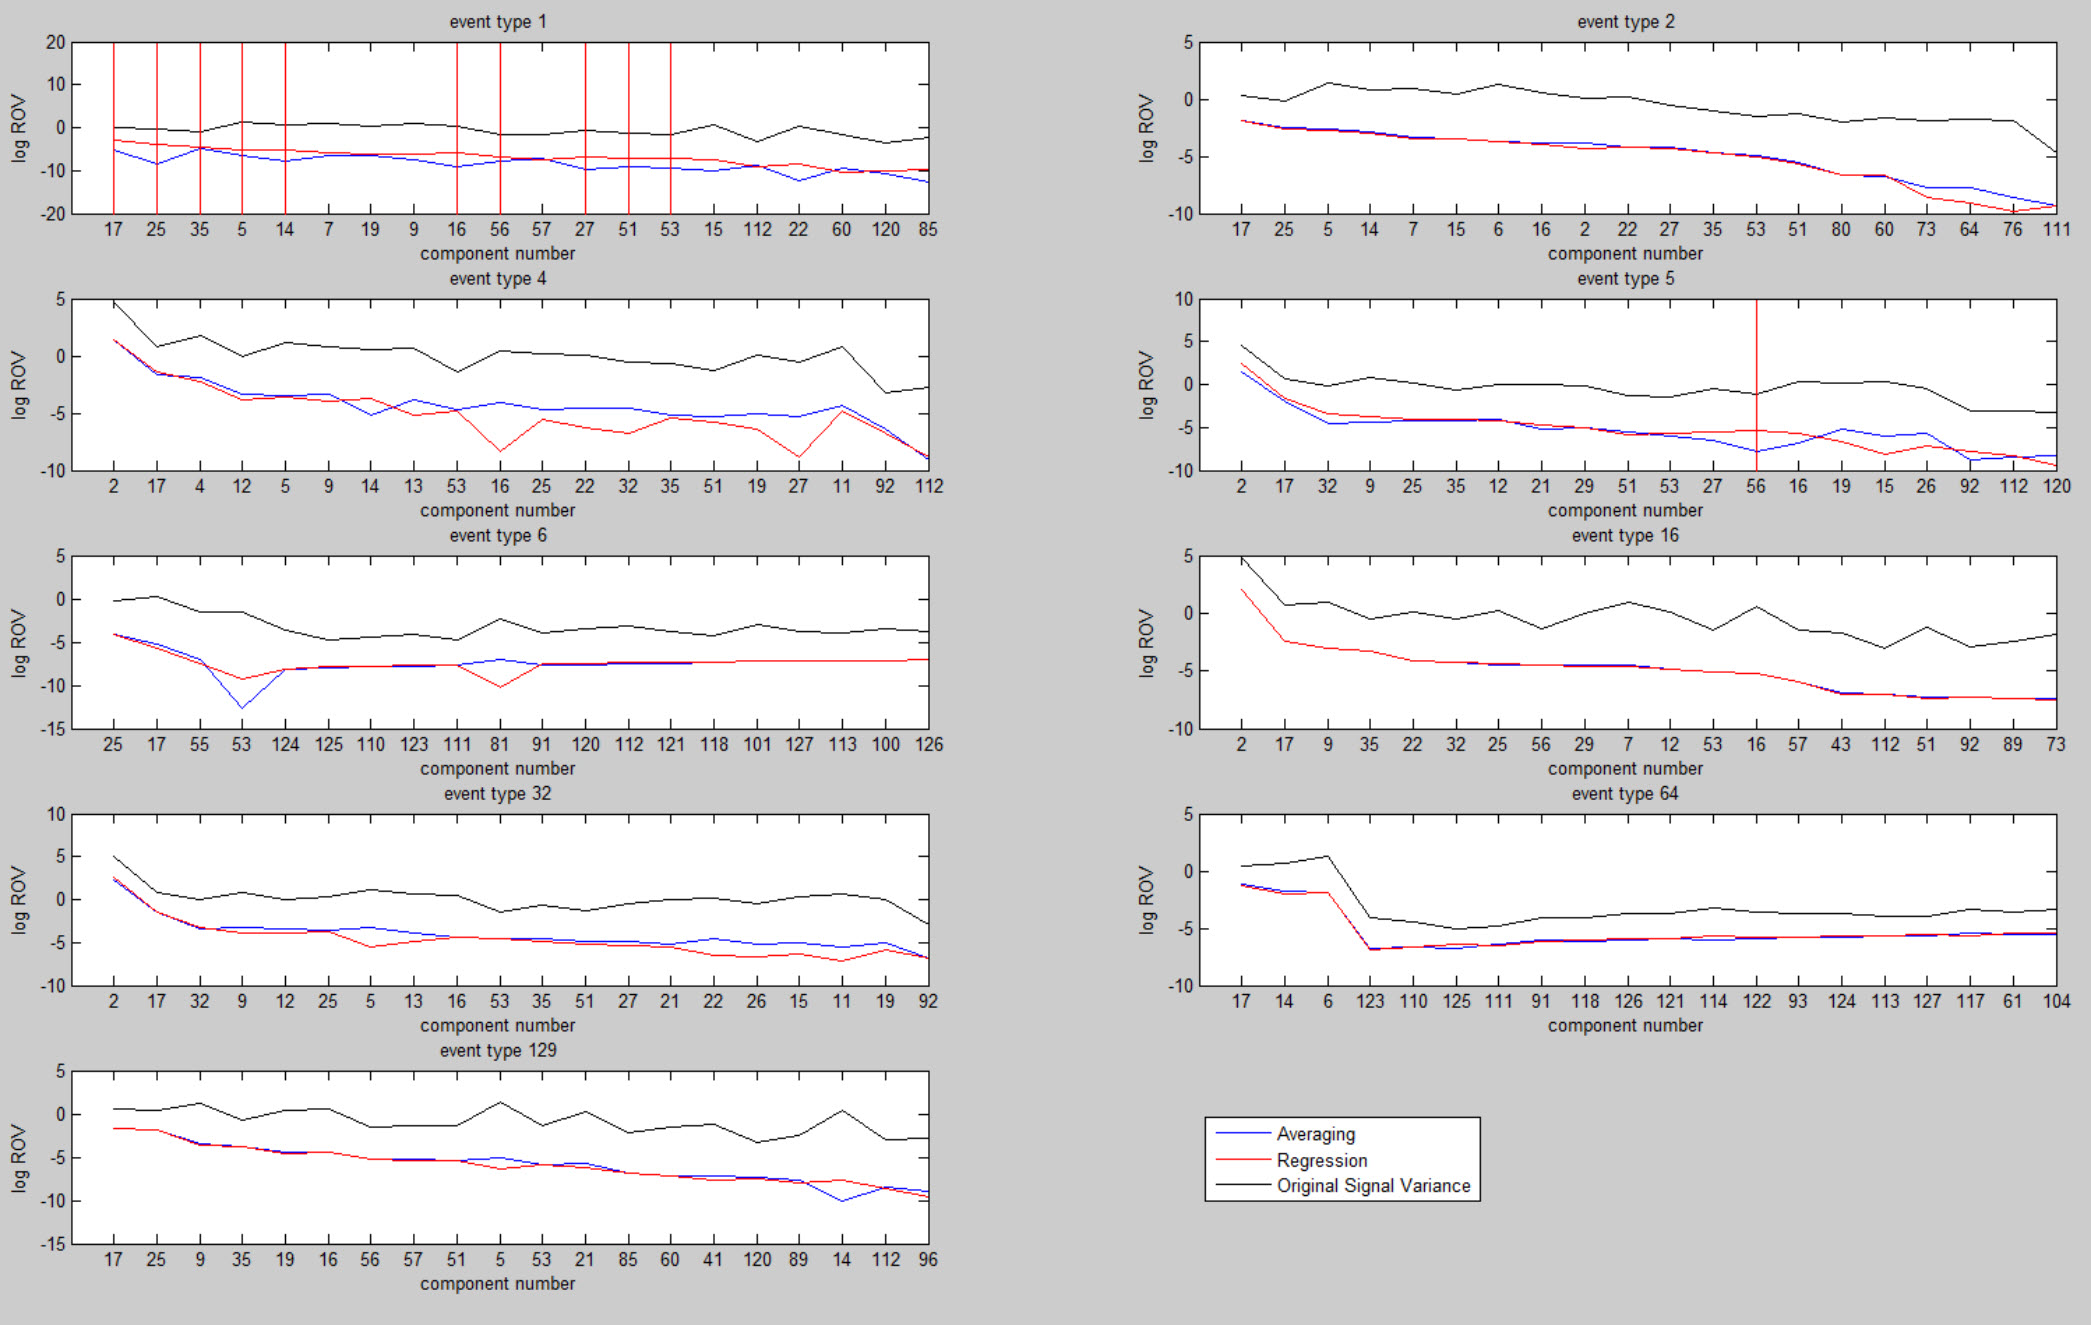 event type 1
20
10
0
-10
-20
log ROV
17 25 35 5 14 7 19 9 16 56 57 27 51 53 15 112 22 60 120 85
component number
event type 2
5
0
-5
-10
log ROV
17 25 5 14 7 15 6 16 2 22 27 35 53 51 80 60 73 64 76 111
component number
event type 4
5
0
-5
-10
log ROV
2 17 4 12 5 9 14 13 53 16 25 22 32 35 51 19 27 11 92 112
component number
event type 5
10
5
0
-5
-10
log ROV
2 17 32 9 25 35 12 21 29 51 53 27 56 16 19 15 26 92 112 120
component number
event type 6
5
0
-5
-10
-15
log ROV
25 17 55 53 124 125 110 123 111 81 91 120 112 121 118 101 127 113 100 126
component number
event type 16
5
0
-5
-10
log ROV
2 17 9 35 22 32 25 56 29 7 12 53 16 57 43 112 51 92 89 73
component number
event type 32
10
5
0
-5
-10
log ROV
2 17 32 9 12 25 5 13 16 53 35 51 27 21 22 26 15 11 19 92
component number
event type 64
5
0
-5
-10
log ROV
17 14 6 123 110 125 111 91 118 126 121 114 122 93 124 113 127 117 61 104
component number
event type 129
5
0
-5
-10
-15
log ROV
17 25 9 35 19 16 56 57 51 5 53 21 85 60 41 120 89 14 112 96
component number
Averaging
Regression
Original Signal Variance